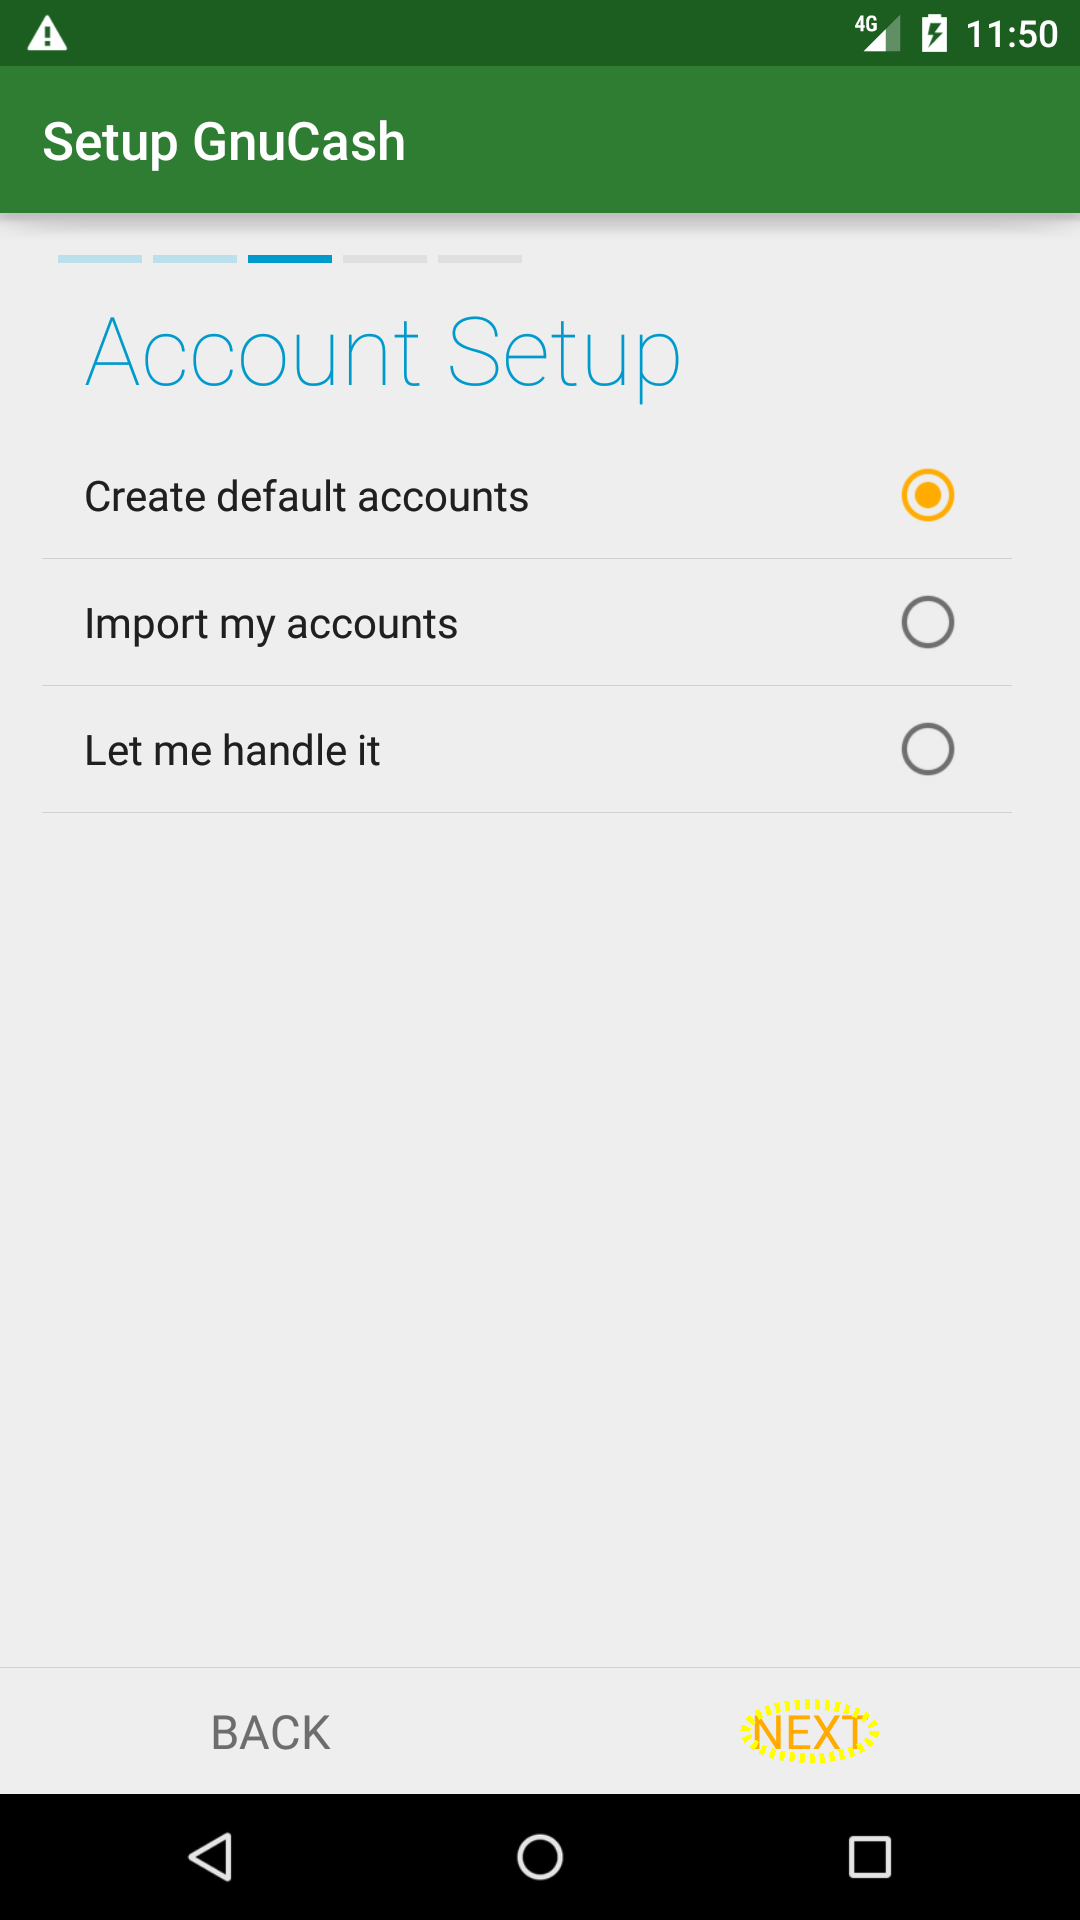 4G 11:50
Setup GnuCash
Account Setup
Create default accounts
Import my accounts
Let me handle it
BACK NEXT